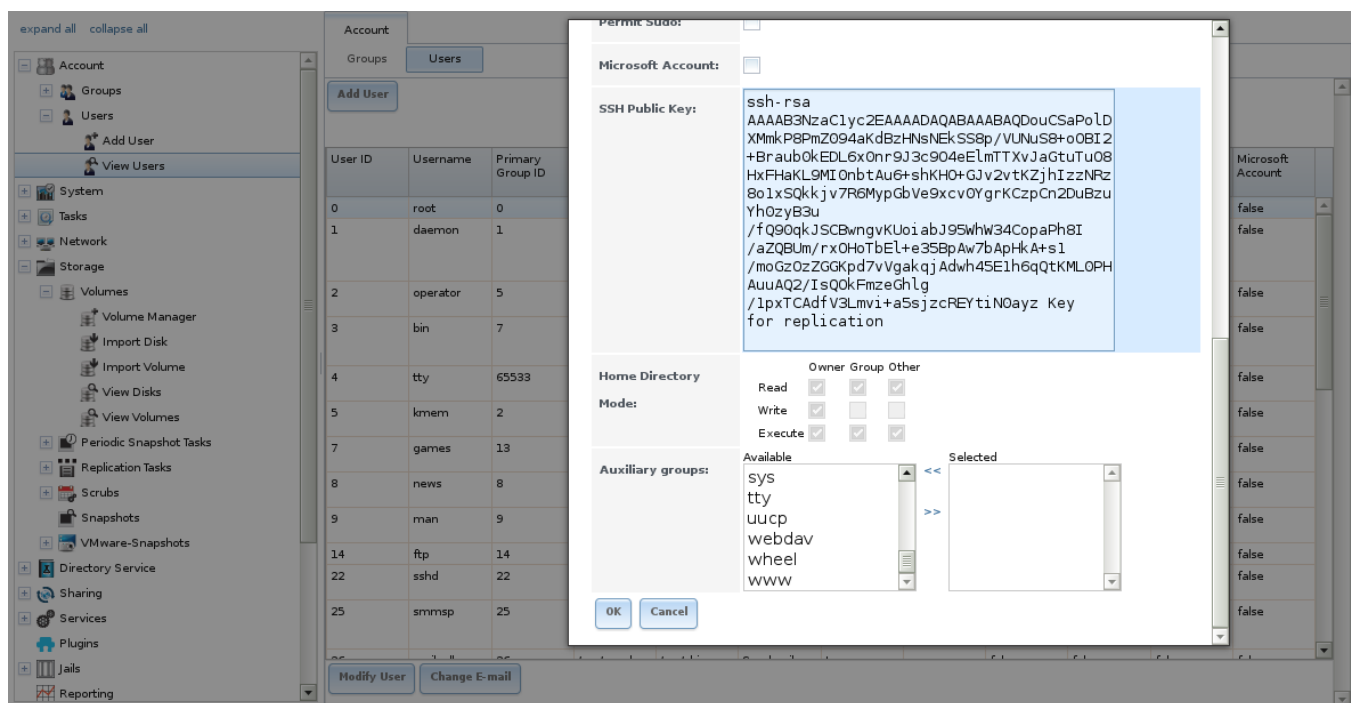 expand all collapse all
Account
Groups
Users
Add User
View Users
System
Tasks
Network
Storage
Volumes
Volume Manager
Import Disk
Import Volume
View Disks
View Volumes
Periodic Snapshot Tasks
Replication Tasks
Scrubs
Snapshots
VMware-Snapshots
Directory Service
Sharing
Services
Plugins
Jails
Reporting
Account
Groups Users
Add User
User ID Username Primary Group ID Microsoft Account
0 root 0 false
1 daemon 1 false
2 operator 5 false
3 bin 7 false
4 tty 65533 false
5 kmem 2 false
7 games 13 false
8 news 8 false
9 man 9 false
14 ftp 14 false
22 sshd 22 false
25 smmsp 25 false
Modify User Change E-mail
Permit Sudo:
Microsoft Account:
SSH Public Key:
ssh-rsa
AAAAB3NzaC1yc2EAAAADAQABAAABAQDouCSaPolD
XMmkP8PmZ094aKdBzHNsNEkSS8p/VUNuS8+oOBI2
+Braub0kEDL6xOnr9J3c9O4eElmTTXvJaGtuTuO8
HxFHaKL9MIOnbtAu6+shKHO+GJv2vtKZjhIzzNRz
8olxSQkkjv7R6MypGbVe9xcv0YgrKCzpCn2DuBzu
YhOzyB3u
/fQ9OqkJSCBwngvKUoiabJ95WhW34CopaPh8I
/aZQBUm/rxOHoTbEl+e35BpAw7bApHkA+s1
/moGzOzZGGKpd7vVgakqjAdwh45E1h6qQtKML0PH
AuuAQ2/IsQOkFmzeGhlg
/1pxTCAdfV3Lmvi+a5sjzcREYtiNOayz Key
for replication
Home Directory
Mode:
Owner Group Other
Read
Write
Execute
Auxiliary groups:
Available Selected
sys
tty
uucp
webdav
wheel
www
<<
>>
OK Cancel